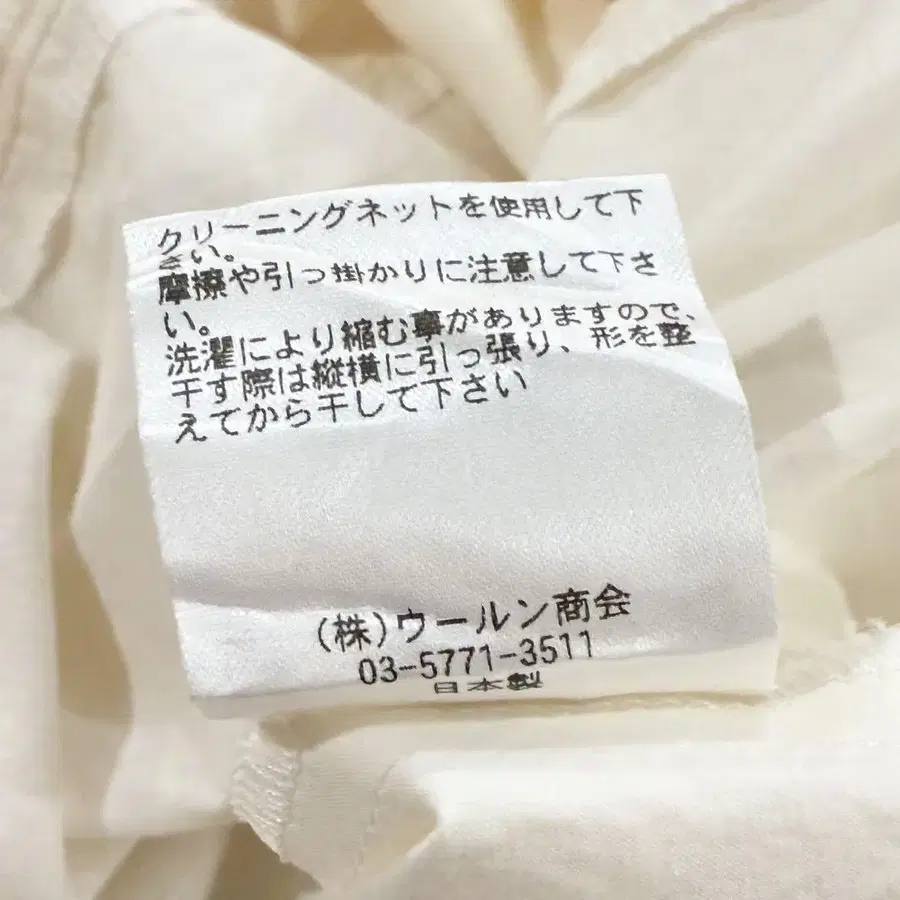 クリーニングネットを使用して下
さい。
摩擦や引っ掛かりに注意して下さ
い。
洗濯により縮む事がありますので、
干す際は縦横に引っ張り、形を整
えてから干して下さい
(株)ウールン商会
03-5771-3511
日本製